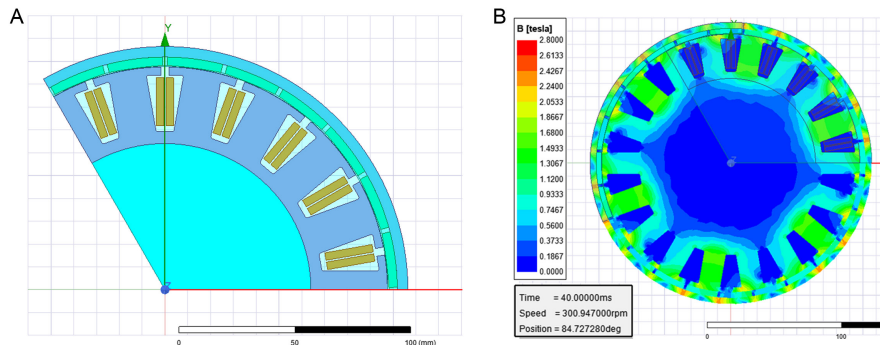 A
Y
Z
0
50
100 (mm)
B
B [tesla]
2.8000
2.6133
2.4267
2.2400
2.0533
1.8667
1.6800
1.4933
1.3067
1.1200
0.9333
0.7467
0.5600
0.3733
0.1867
0.0000
Time = 40.00000ms
Speed = 300.947000rpm
Position = 84.727280deg
0
100